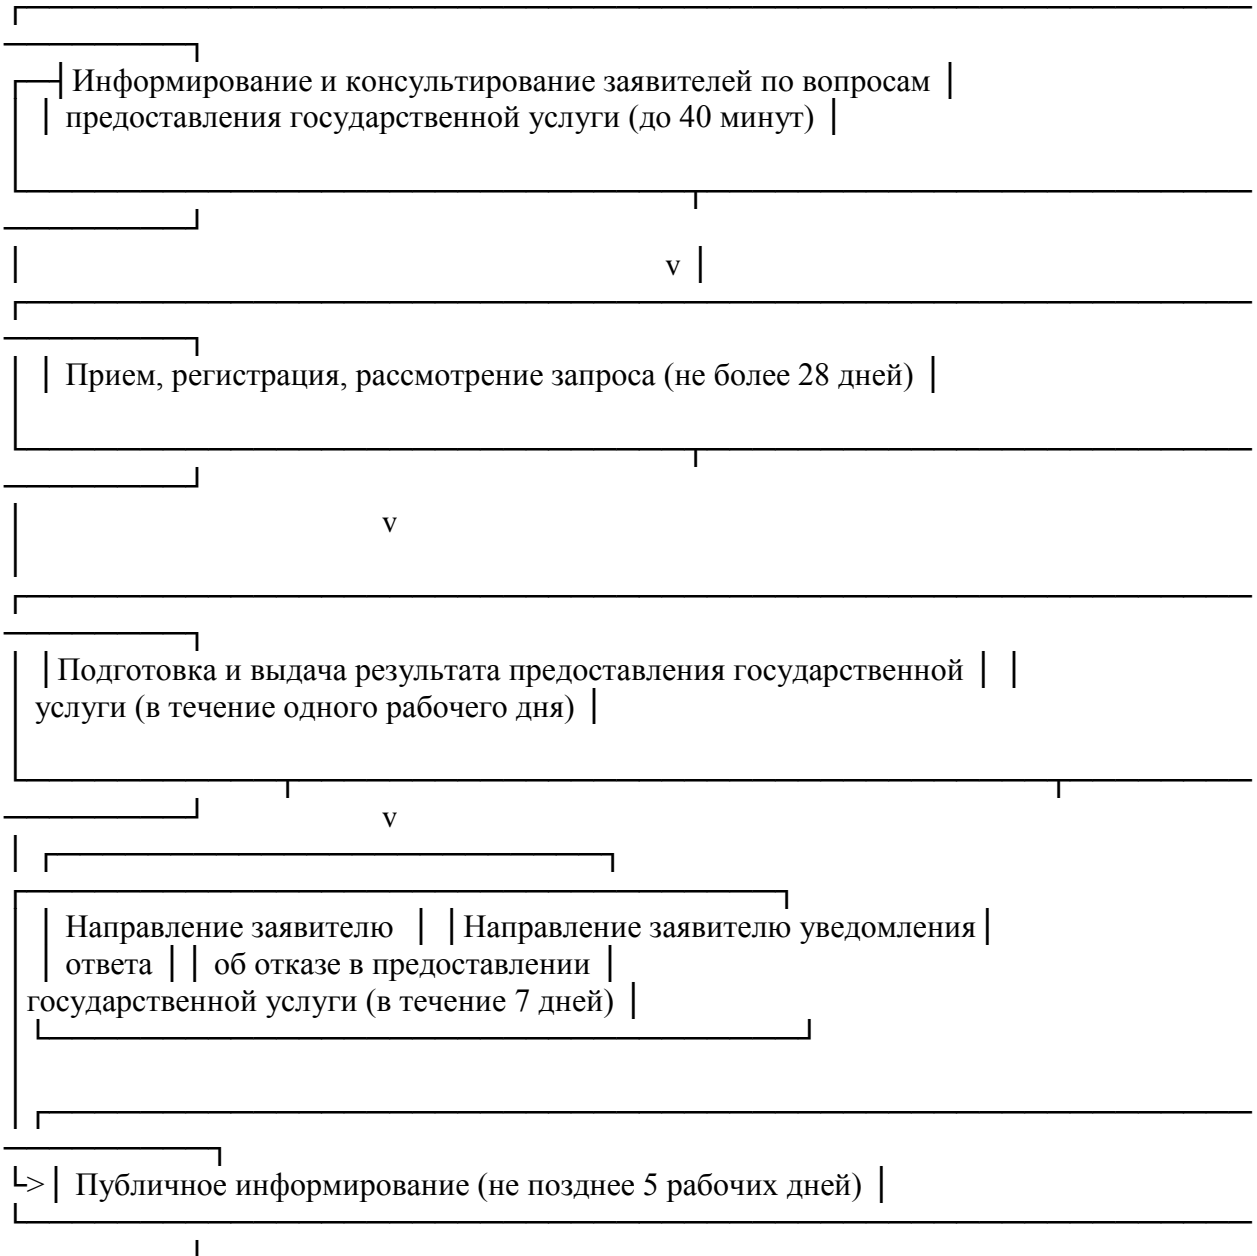 Информирование и консультирование заявителей по вопросам
предоставления государственной услуги (до 40 минут)
v
Прием, регистрация, рассмотрение запроса (не более 28 дней)
v
Подготовка и выдача результата предоставления государственной
услуги (в течение одного рабочего дня)
v
Направление заявителю Направление заявителю уведомления
ответа об отказе в предоставлении
государственной услуги (в течение 7 дней)
> Публичное информирование (не позднее 5 рабочих дней)